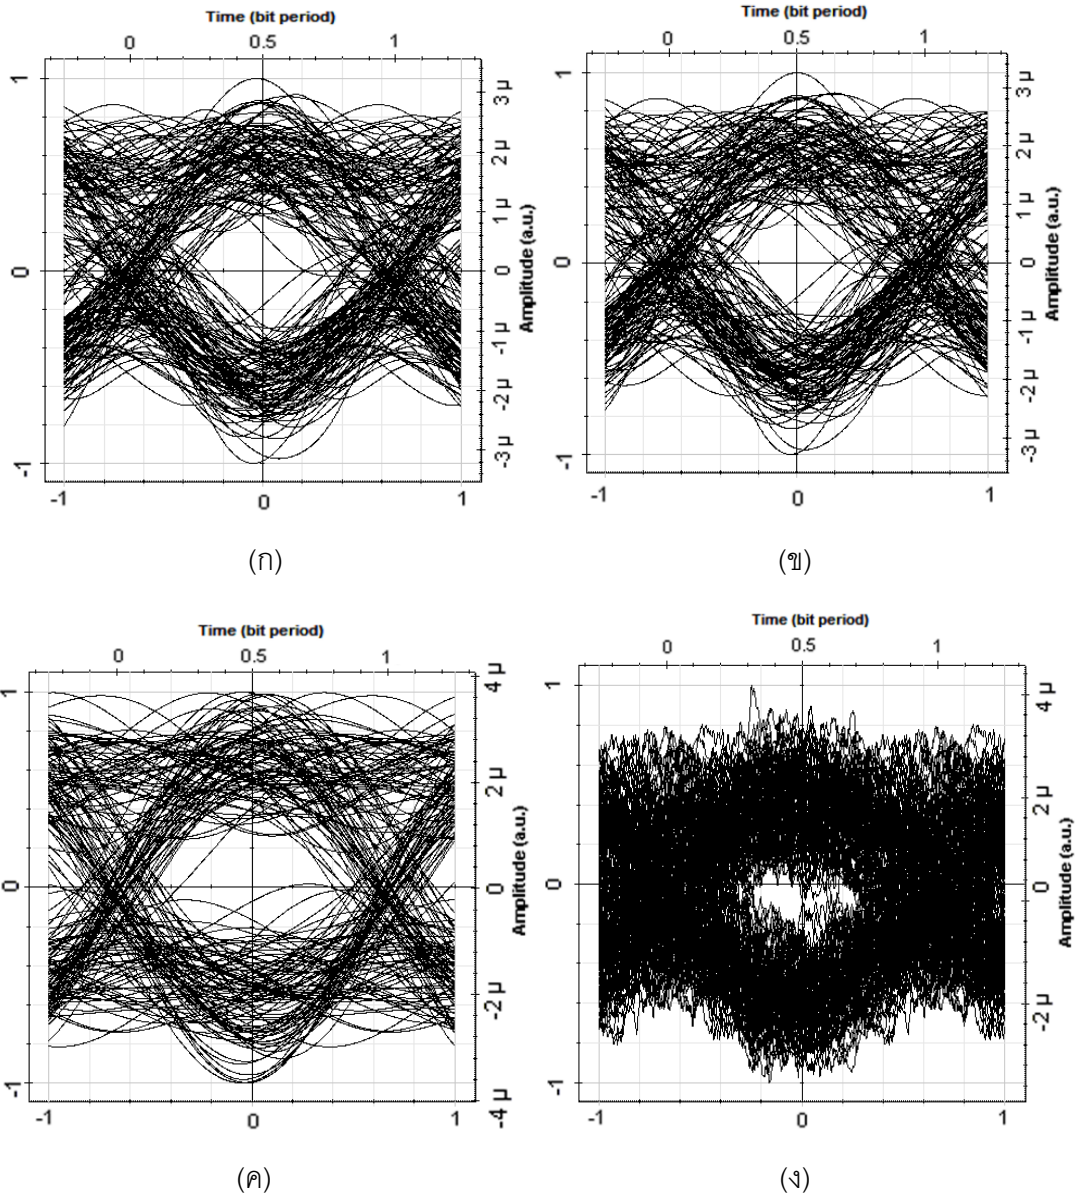 Time (bit period)
0 0.5 1
1 0 -1
3 µ 2 µ 1 µ 0 -1 µ -2 µ -3 µ
Amplitude (a.u.)
-1 0 1
(ก)
Time (bit period)
0 0.5 1
1 0 -1
3 µ 2 µ 1 µ 0 -1 µ -2 µ -3 µ
Amplitude (a.u.)
-1 0 1
(ข)
Time (bit period)
0 0.5 1
1 0 -1
4 µ 2 µ 0 -2 µ -4 µ
Amplitude (a.u.)
-1 0 1
(ค)
Time (bit period)
0 0.5 1
1 0 -1
4 µ 2 µ 0 -2 µ
Amplitude (a.u.)
-1 0 1
(ง)